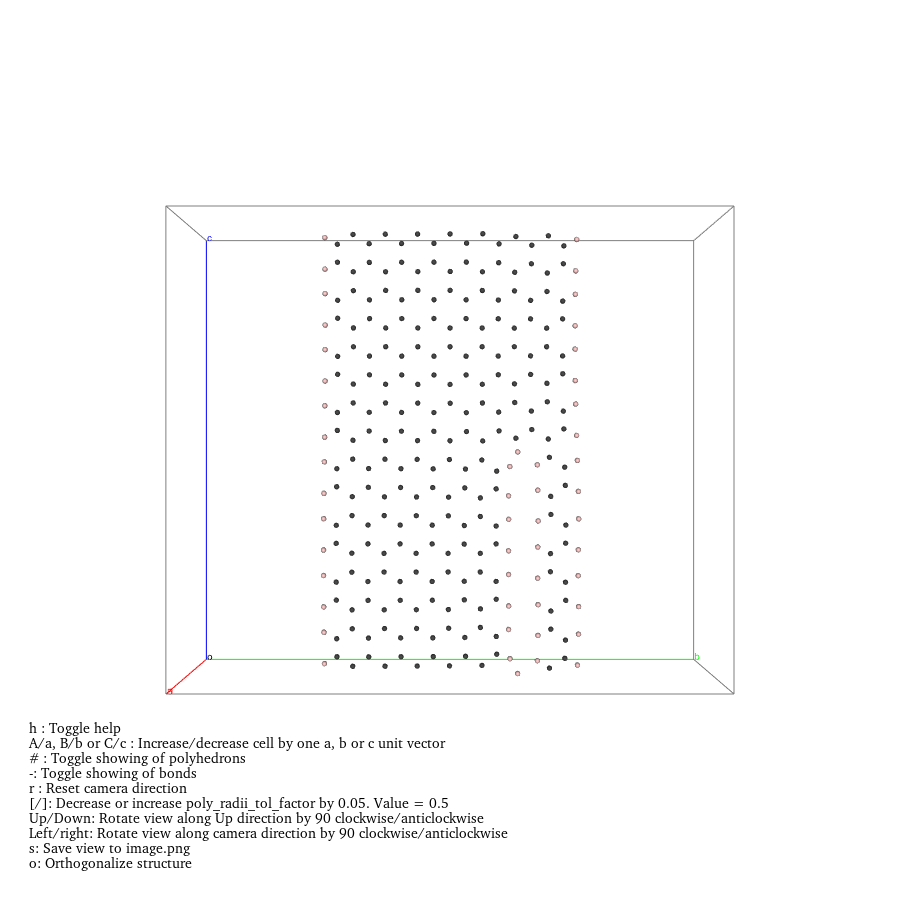 c
o
b
a
h : Toggle help
A/a, B/b or C/c : Increase/decrease cell by one a, b or c unit vector
# : Toggle showing of polyhedrons
-: Toggle showing of bonds
r : Reset camera direction
[/]: Decrease or increase poly_radii_tol_factor by 0.05. Value = 0.5
Up/Down: Rotate view along Up direction by 90 clockwise/anticlockwise
Left/right: Rotate view along camera direction by 90 clockwise/anticlockwise
s: Save view to image.png
o: Orthogonalize structure